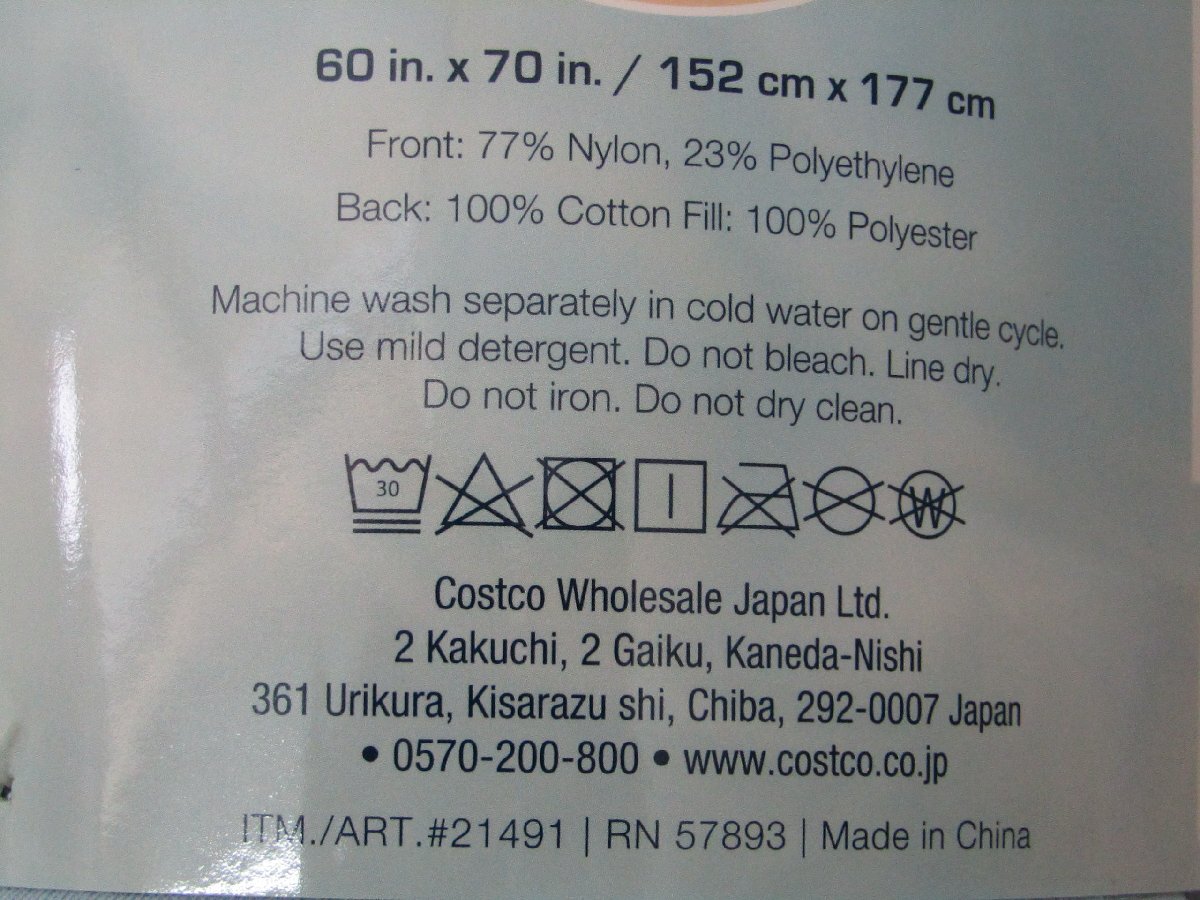 60 in. x 70 in. / 152 cm x 177 cm
Front: 77% Nylon, 23% Polyethylene
Back: 100% Cotton Fill: 100% Polyester
Machine wash separately in cold water on gentle cycle.
Use mild detergent. Do not bleach. Line dry.
Do not iron. Do not dry clean.
30 W
Costco Wholesale Japan Ltd.
2 Kakuchi, 2 Gaiku, Kaneda-Nishi
361 Urikura, Kisarazu shi, Chiba, 292-0007 Japan
• 0570-200-800 • www.costco.co.jp
ITM./ART.#21491 | RN 57893 | Made in China